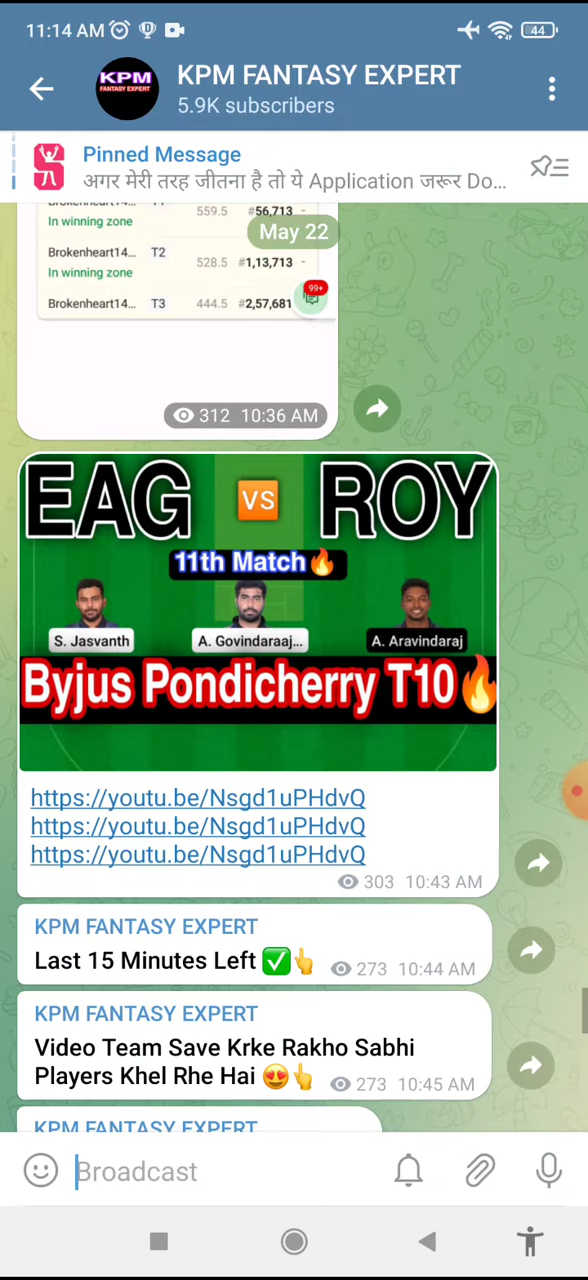 11:14 AM
44
KPM
FANTASY EXPERT
KPM FANTASY EXPERT
5.9K subscribers
Pinned Message
अगर मेरी तरह जीतना है तो ये Application जरूर Do...
559.5 #56,713 -
In winning zone
May 22
Brokenheart14... T2 528.5 #1,13,713 -
In winning zone
99+
Brokenheart14... T3 444.5 #2,57,681
312 10:36 AM
EAG VS ROY
11th Match
S. Jasvanth A. Govindaraaj... A. Aravindaraj
Byjus Pondicherry T10
https://youtu.be/Nsgd1uPHdvQ
https://youtu.be/Nsgd1uPHdvQ
https://youtu.be/Nsgd1uPHdvQ
303 10:43 AM
KPM FANTASY EXPERT
Last 15 Minutes Left ✅👆 273 10:44 AM
KPM FANTASY EXPERT
Video Team Save Krke Rakho Sabhi
Players Khel Rhe Hai 😍👆 273 10:45 AM
KPM FANTASY EXPERT
Broadcast